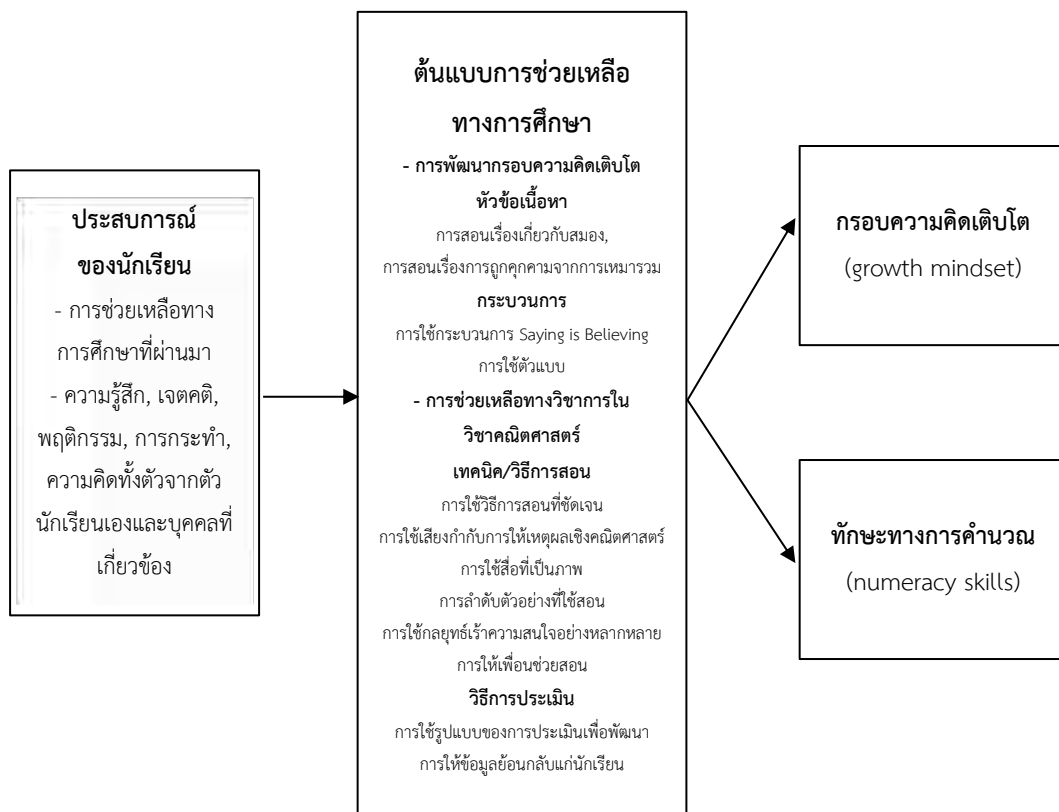 ประสบการณ์
ของนักเรียน
- การช่วยเหลือทาง
การศึกษาที่ผ่านมา
- ความรู้สึก, เจตคติ,
พฤติกรรม, การกระทำ,
ความคิดทั้งตัวจากตัว
นักเรียนเองและบุคคลที่
เกี่ยวข้อง
ต้นแบบการช่วยเหลือ
ทางการศึกษา
- การพัฒนากรอบความคิดเติบโต
หัวข้อเนื้อหา
การสอนเรื่องเกี่ยวกับสมอง,
การสอนเรื่องการถูกคุกคามจากการเหมารวม
กระบวนการ
การใช้กระบวนการ Saying is Believing
การใช้ตัวแบบ
- การช่วยเหลือทางวิชาการใน
วิชาคณิตศาสตร์
เทคนิค/วิธีการสอน
การใช้วิธีการสอนที่ชัดเจน
การใช้เสียงกำกับการให้เหตุผลเชิงคณิตศาสตร์
การใช้สื่อที่เป็นภาพ
การลำดับตัวอย่างที่ใช้สอน
การใช้กลยุทธ์เร้าความสนใจอย่างหลากหลาย
การให้เพื่อนช่วยสอน
วิธีการประเมิน
การใช้รูปแบบของการประเมินเพื่อพัฒนา
การให้ข้อมูลย้อนกลับแก่นักเรียน
กรอบความคิดเติบโต
(growth mindset)
ทักษะทางการคำนวณ
(numeracy skills)